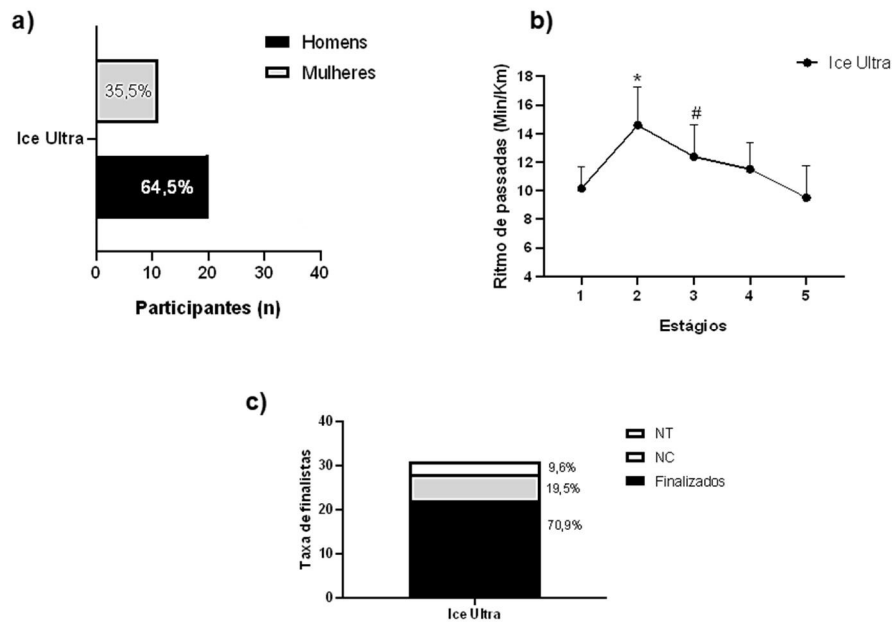 a)
Homens
Mulheres
35,5%
Ice Ultra
64,5%
0 10 20 30 40
Participantes (n)
b)
Ice Ultra
Ritmo de passadas (Min/Km)
18
16
14
12
10
8
6
4
*
#
1 2 3 4 5
Estágios
c)
Taxa de finalistas
40
30
20
10
0
9,6%
19,5%
70,9%
Ice Ultra
NT
NC
Finalizados